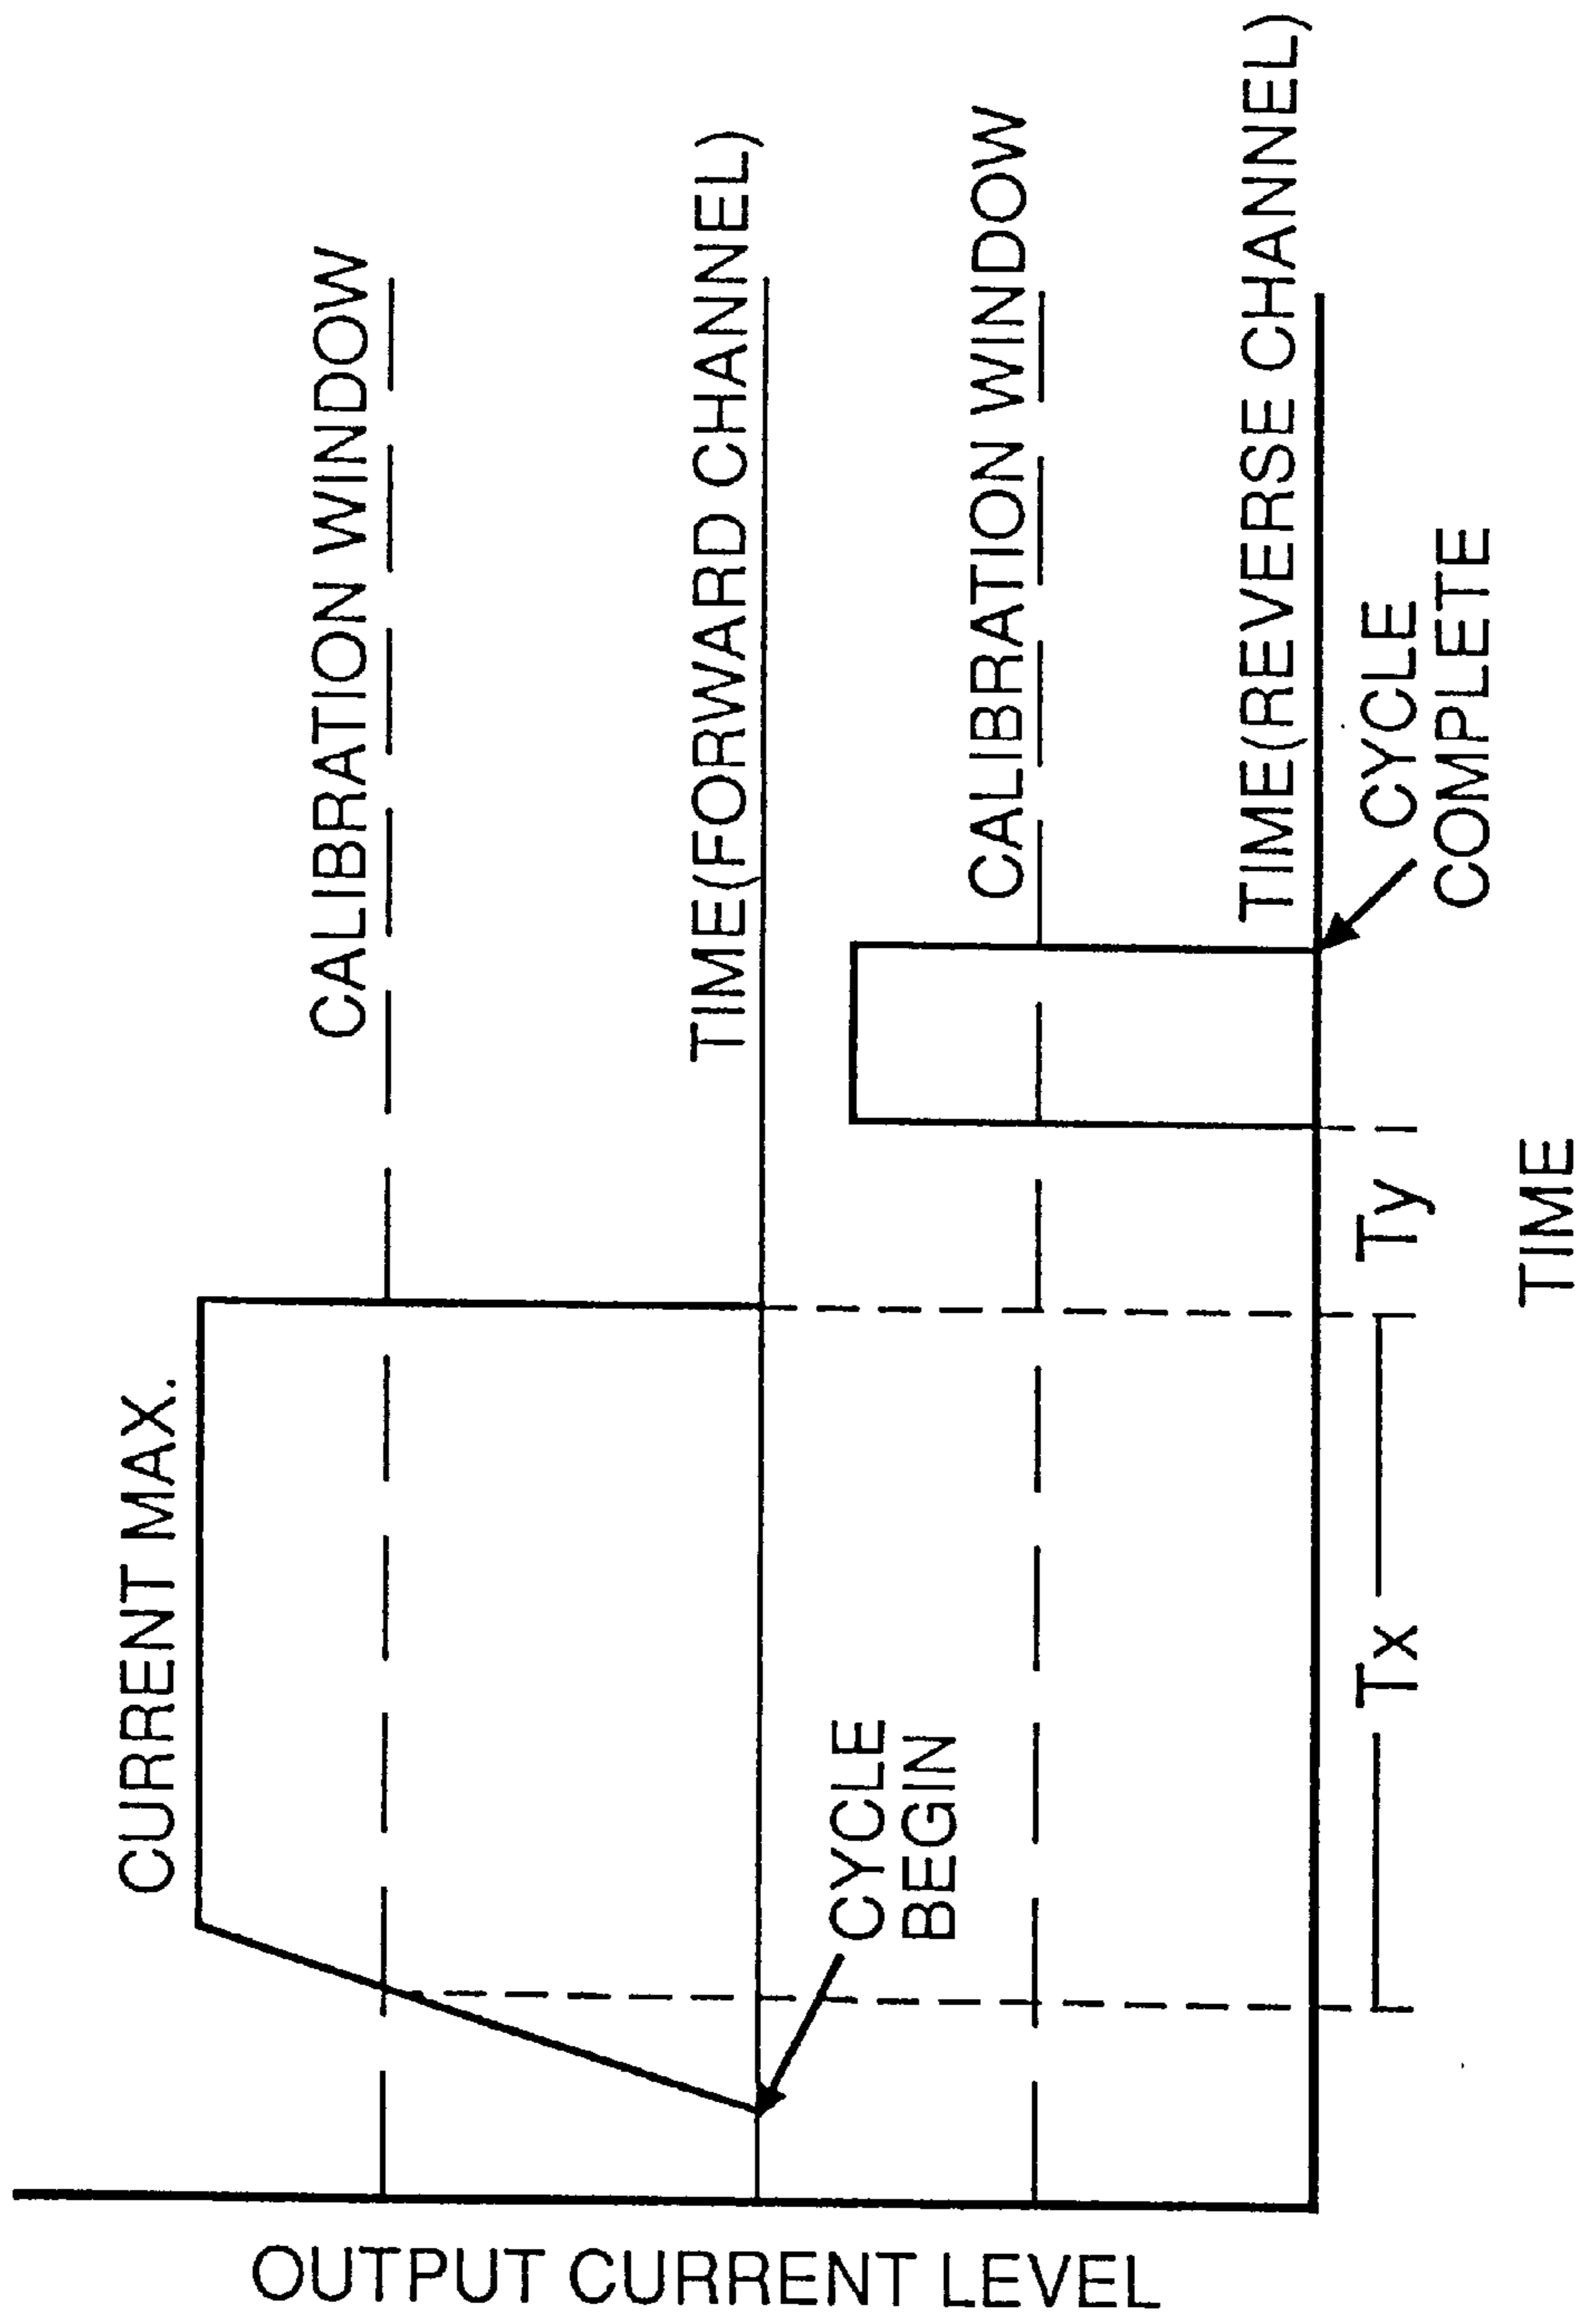 CURRENT MAX.
CALIBRATION WINDOW
TIME(FORWARD CHANNEL)
CYCLE
BEGIN
CALIBRATION WINDOW
TIME(REVERSE CHANNEL)
Tx
Ty
CYCLE
COMPLETE
TIME
OUTPUT CURRENT LEVEL